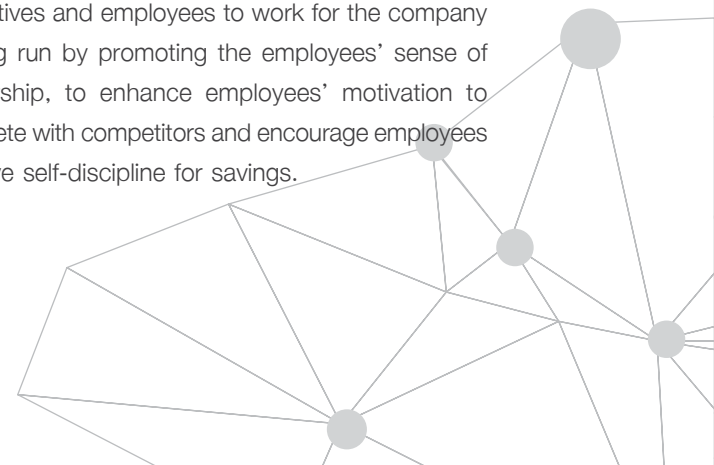 tives and employees to work for the company
g run by promoting the employees' sense of
ship, to enhance employees' motivation to
ete with competitors and encourage employees
ve self-discipline for savings.